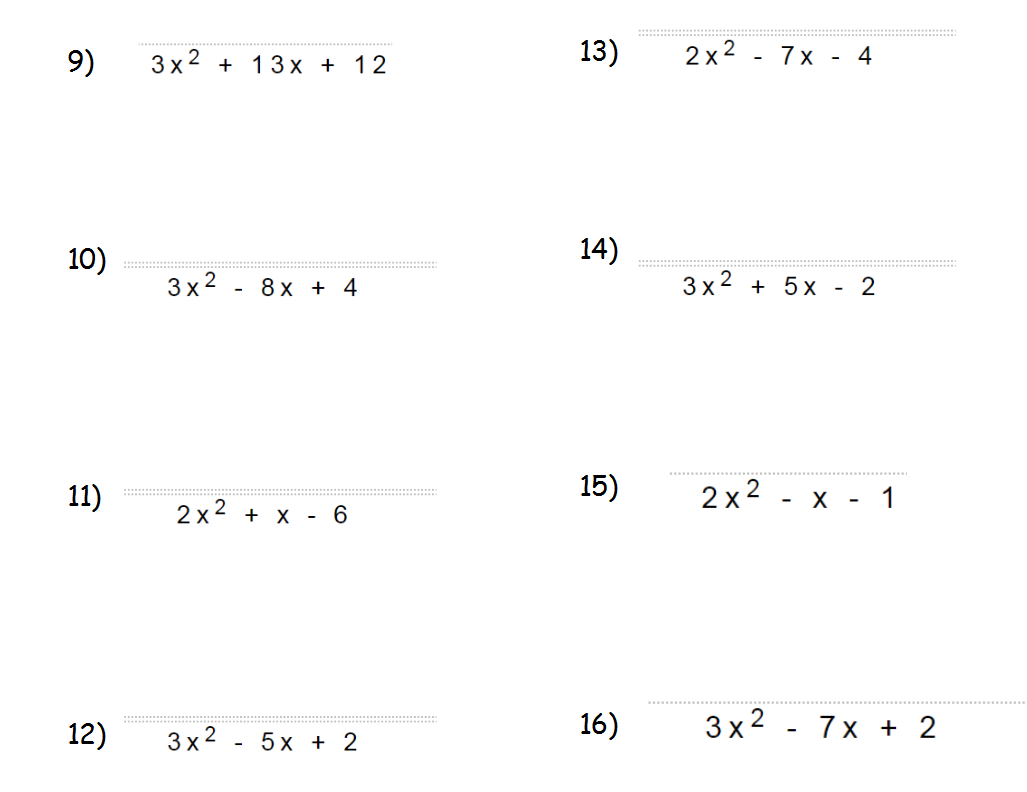 9) 3x² + 13x + 12
10) 3x² - 8x + 4
11) 2x² + x - 6
12) 3x² - 5x + 2
13) 2x² - 7x - 4
14) 3x² + 5x - 2
15) 2x² - x - 1
16) 3x² - 7x + 2